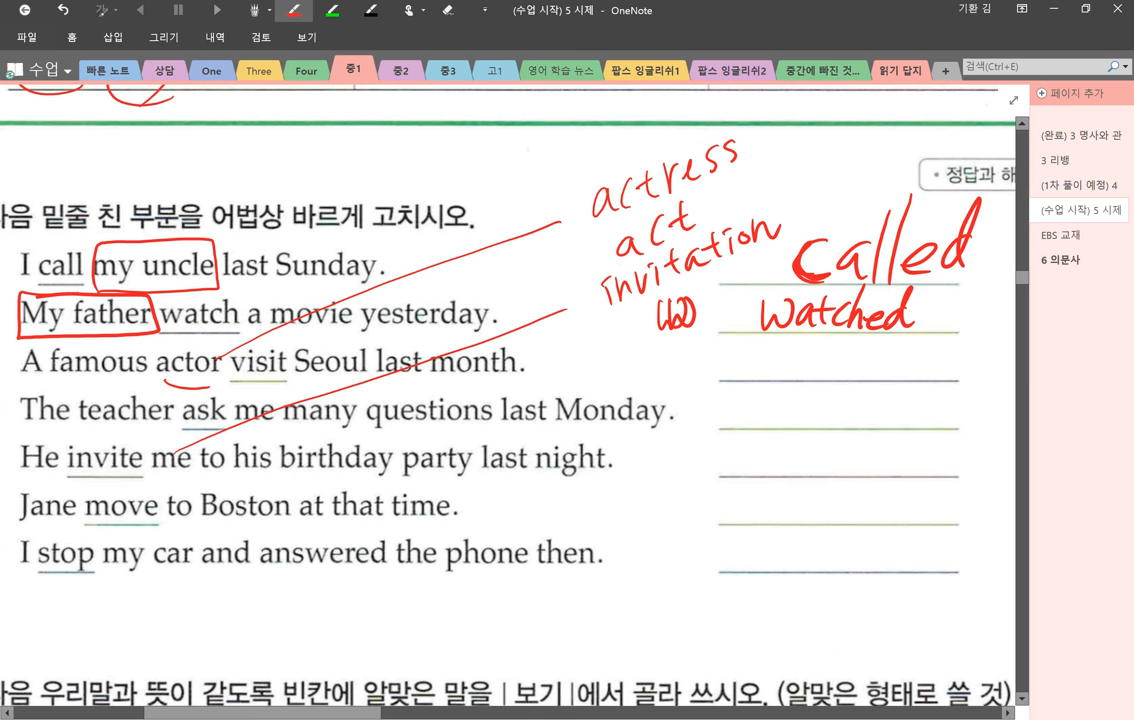 (수업 시작) 5 시제 - OneNote
기환 김
파일 홈 삽입 그리기 내역 검토 보기
수업 빠른 노트 상담 One Three Four 중1 중2 중3 고1 영어 학습 뉴스 팝스 잉글리쉬1 팝스 잉글리쉬2 중간에 빠진 것... 읽기 답지 +
검색(Ctrl+E)
페이지 추가
(완료) 3 명사와 관
3 리뱅
(1차 풀이 예정) 4
(수업 시작) 5 시제
EBS 교재
6 의문사
• 정답과 해
다음 밑줄 친 부분을 어법상 바르게 고치시오.
actress
act
invitation
I call my uncle last Sunday.
called
My father watch a movie yesterday.
watched
A famous actor visit Seoul last month.
The teacher ask me many questions last Monday.
He invite me to his birthday party last night.
Jane move to Boston at that time.
I stop my car and answered the phone then.
다음 우리말과 뜻이 같도록 빈칸에 알맞은 말을 | 보기 |에서 골라 쓰시오. (알맞은 형태로 쓸 것)